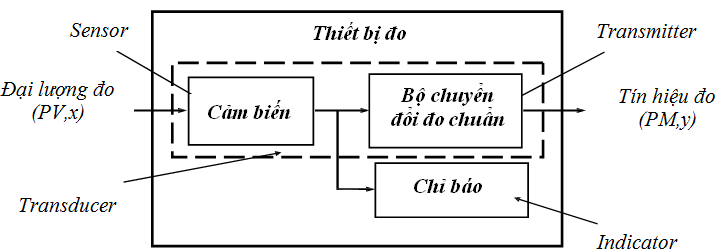 Sensor
Thiết bị đo
Transmitter
Đại lượng đo
(PV,x)
Cảm biến
Bộ chuyển
đổi đo chuẩn
Tín hiệu đo
(PM,y)
Transducer
Chỉ báo
Indicator